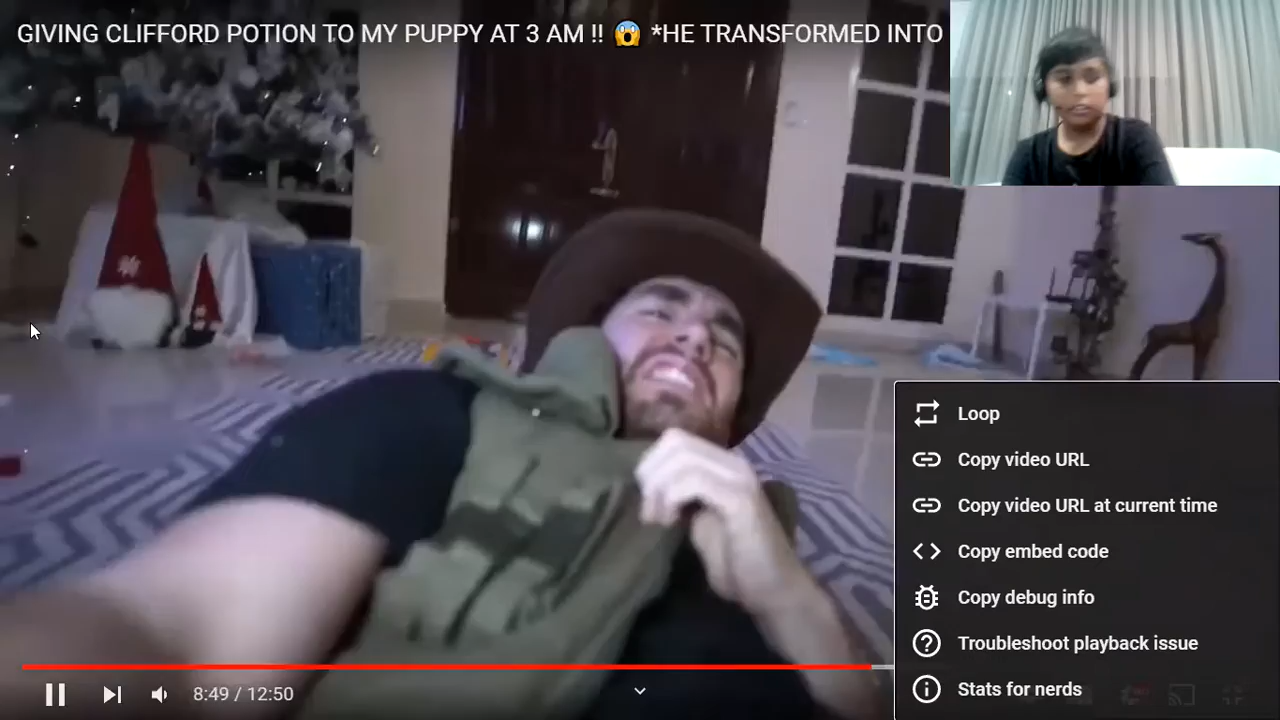 GIVING CLIFFORD POTION TO MY PUPPY AT 3 AM !! 😱 *HE TRANSFORMED INTO
Loop
Copy video URL
Copy video URL at current time
Copy embed code
Copy debug info
Troubleshoot playback issue
Stats for nerds
8:49 / 12:50